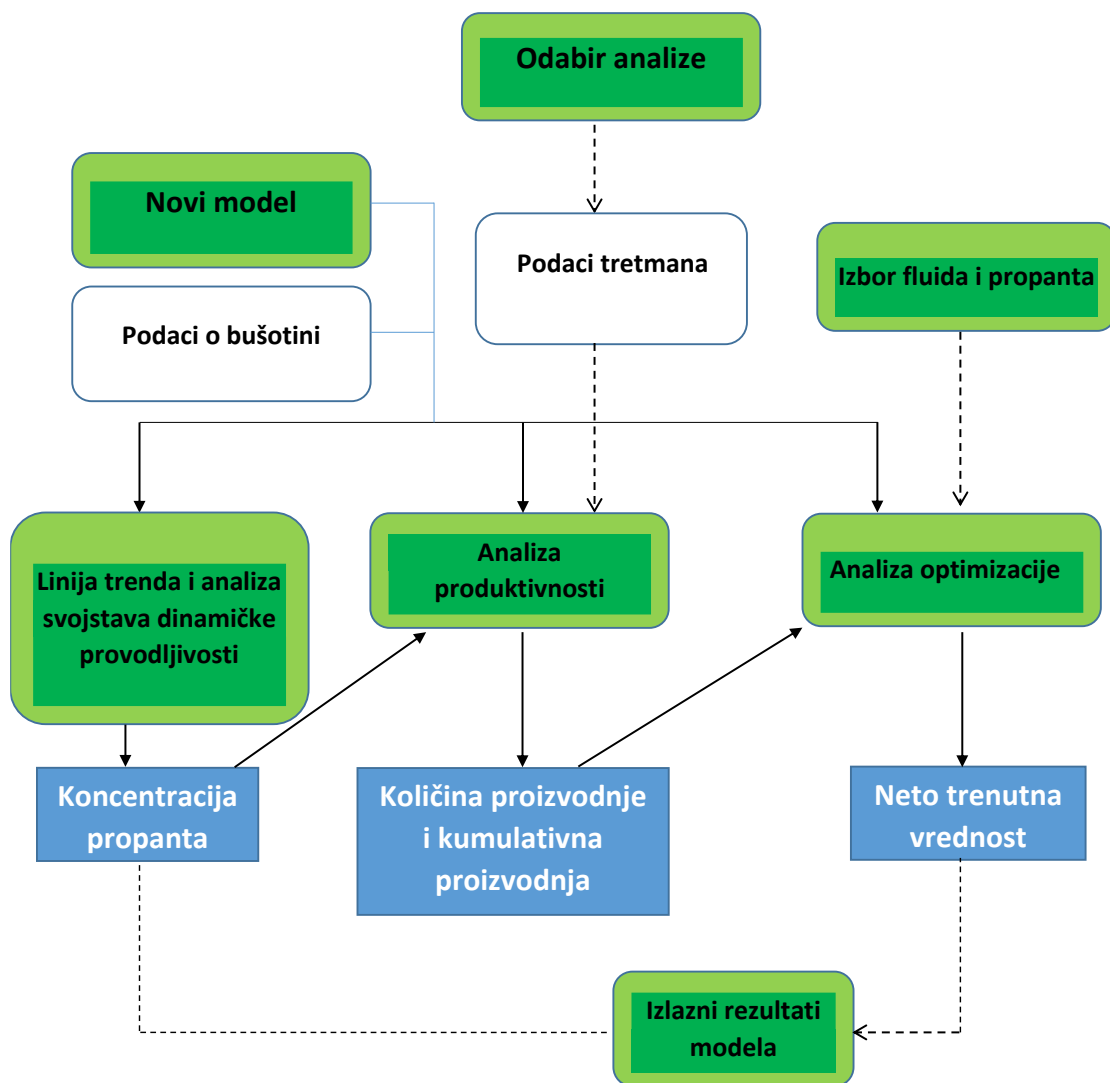 Odabir analize
Novi model
Podaci tretmana
Izbor fluida i propanta
Podaci o bušotini
Linija trenda i analiza
svojstava dinamičke
provodljivosti
Analiza
produktivnosti
Analiza optimizacije
Koncentracija
propanta
Količina proizvodnje
i kumulativna
proizvodnja
Neto trenutna
vrednost
Izlazni rezultati
modela